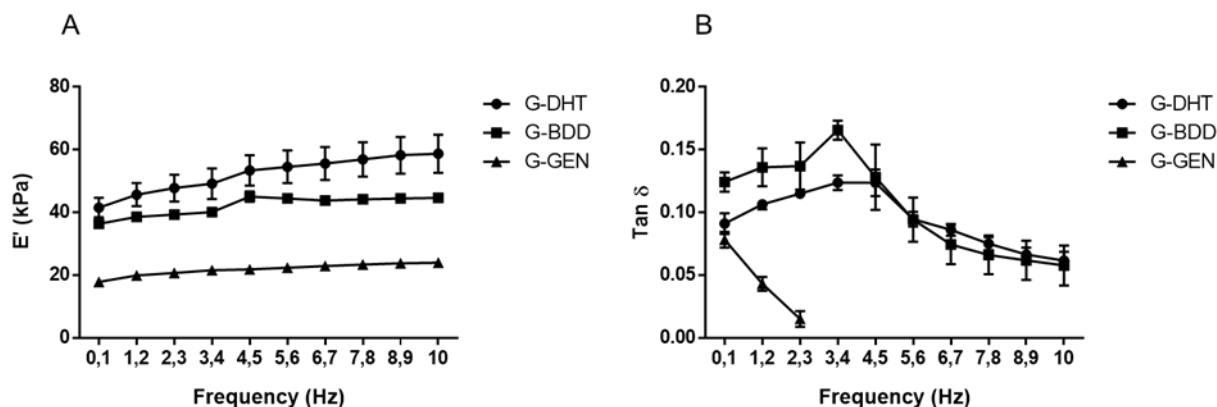 A
E' (kPa)
80
60
40
20
0
0,1 1,2 2,3 3,4 4,5 5,6 6,7 7,8 8,9 10
Frequency (Hz)
G-DHT
G-BDD
G-GEN
B
Tan δ
0.20
0.15
0.10
0.05
0.00
0,1 1,2 2,3 3,4 4,5 5,6 6,7 7,8 8,9 10
Frequency (Hz)
G-DHT
G-BDD
G-GEN